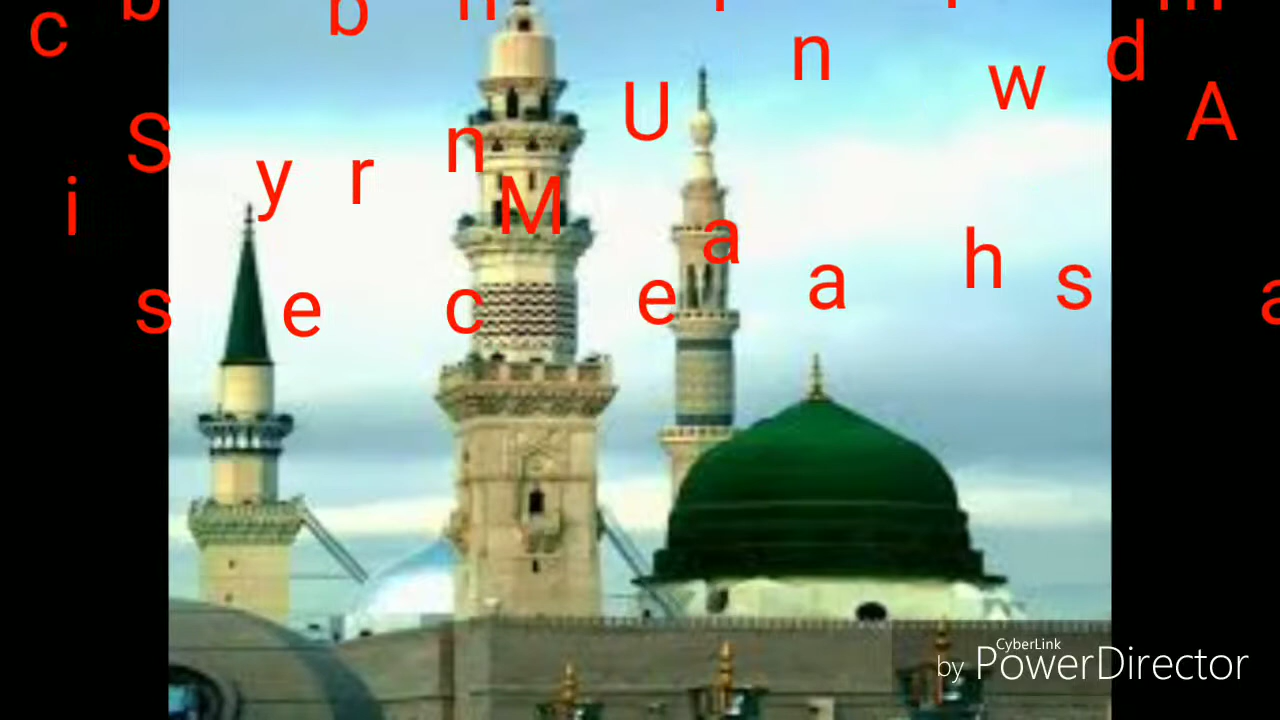 c b b n
n w d
S y r n U A
i M a h
s e c e a s a
CyberLink
by PowerDirector